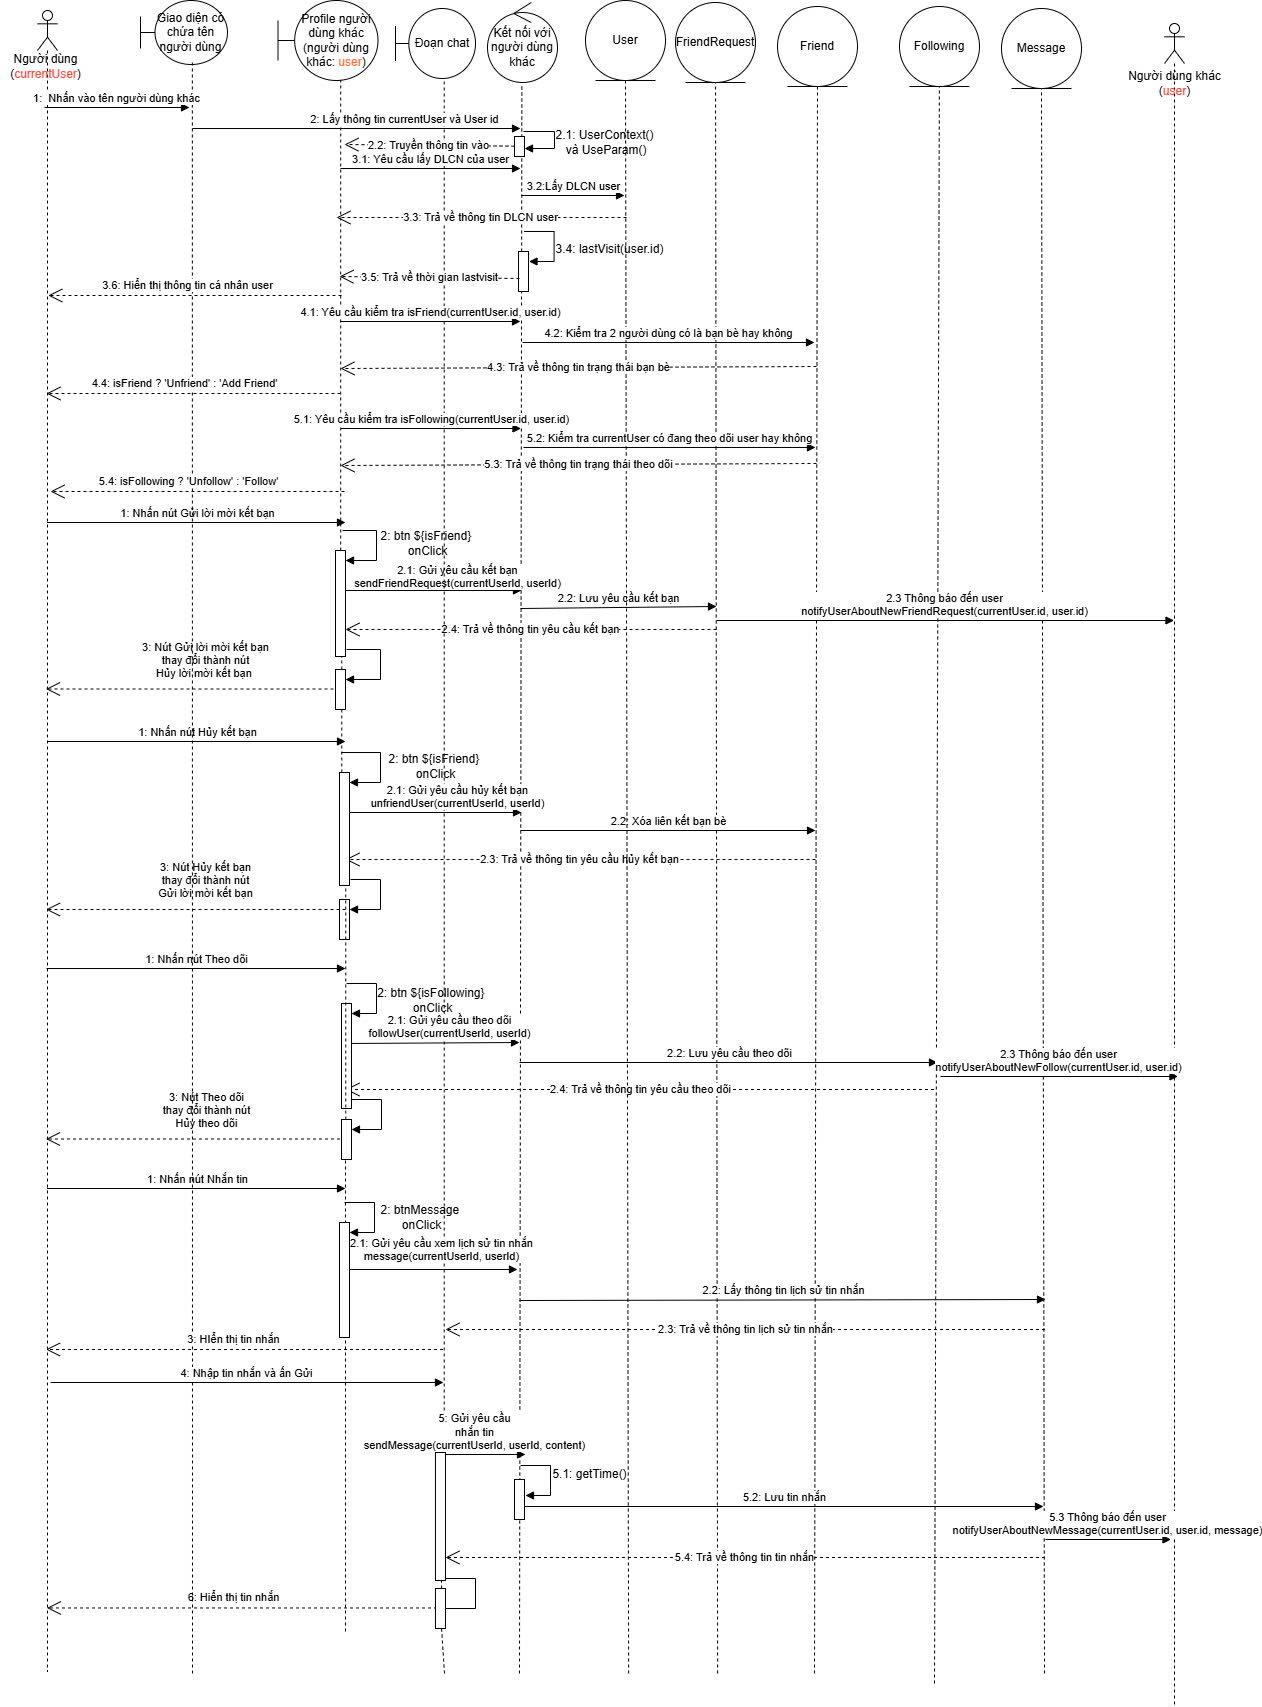 Người dùng
(currentUser)
Giao diện có
chứa tên
người dùng
Profile người
dùng khác
(người dùng
khác: user)
Đoạn chat
Kết nối với
người dùng
khác
User
FriendRequest
Friend
Following
Message
Người dùng khác
(user)
1: Nhấn vào tên người dùng khác
2: Lấy thông tin currentUser và User id
2.1: UserContext()
và UseParam()
2.2: Truyền thông tin vào
3.1: Yêu cầu lấy DLCN của user
3.2:Lấy DLCN user
3.3: Trả về thông tin DLCN user
3.4: lastVisit(user.id)
3.5: Trả về thời gian lastvisit
3.6: Hiển thị thông tin cá nhân user
4.1: Yêu cầu kiểm tra isFriend(currentUser.id, user.id)
4.2: Kiểm tra 2 người dùng có là bạn bè hay không
4.3: Trả về thông tin trạng thái bạn bè
4.4: isFriend ? 'Unfriend' : 'Add Friend'
5.1: Yêu cầu kiểm tra isFollowing(currentUser.id, user.id)
5.2: Kiểm tra currentUser có đang theo dõi user hay không
5.3: Trả về thông tin trạng thái theo dõi
5.4: isFollowing ? 'Unfollow' : 'Follow'
1: Nhấn nút Gửi lời mời kết bạn
2: btn ${isFriend}
onClick
2.1: Gửi yêu cầu kết bạn
sendFriendRequest(currentUserId, userId)
2.2: Lưu yêu cầu kết bạn
2.3 Thông báo đến user
notifyUserAboutNewFriendRequest(currentUser.id, user.id)
2.4: Trả về thông tin yêu cầu kết bạn
3: Nút Gửi lời mời kết bạn
thay đổi thành nút
Hủy lời mời kết bạn
1: Nhấn nút Hủy kết bạn
2: btn ${isFriend}
onClick
2.1: Gửi yêu cầu hủy kết bạn
unfriendUser(currentUserId, userId)
2.2: Xóa liên kết bạn bè
2.3: Trả về thông tin yêu cầu hủy kết bạn
3: Nút Hủy kết bạn
thay đổi thành nút
Gửi lời mời kết bạn
1: Nhấn nút Theo dõi
2: btn ${isFollowing}
onClick
2.1: Gửi yêu cầu theo dõi
followUser(currentUserId, userId)
2.2: Lưu yêu cầu theo dõi
2.3 Thông báo đến user
notifyUserAboutNewFollow(currentUser.id, user.id)
2.4: Trả về thông tin yêu cầu theo dõi
3: Nút Theo dõi
thay đổi thành nút
Hủy theo dõi
1: Nhấn nút Nhắn tin
2: btnMessage
onClick
2.1: Gửi yêu cầu xem lịch sử tin nhắn
message(currentUserId, userId)
2.2: Lấy thông tin lịch sử tin nhắn
2.3: Trả về thông tin lịch sử tin nhắn
3: HIển thị tin nhắn
4: Nhập tin nhắn và ấn Gửi
5: Gửi yêu cầu
nhắn tin
sendMessage(currentUserId, userId, content)
5.1: getTime()
5.2: Lưu tin nhắn
5.3 Thông báo đến user
notifyUserAboutNewMessage(currentUser.id, user.id, message)
5.4: Trả về thông tin tin nhắn
6: Hiển thị tin nhắn